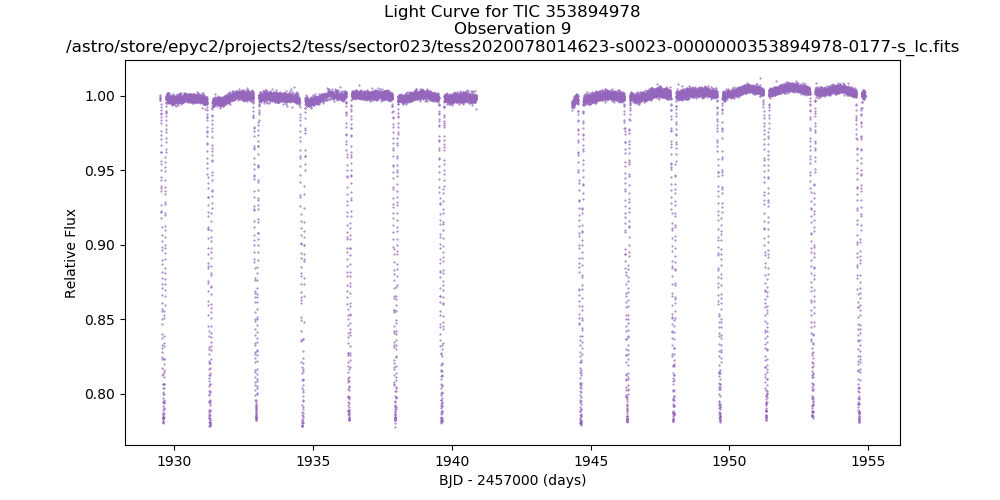 Light Curve for TIC 353894978
Observation 9
/astro/store/epyc2/projects2/tess/sector023/tess2020078014623-s0023-0000000353894978-0177-s_lc.fits
1.00
0.95
0.90
0.85
0.80
Relative Flux
1930 1935 1940 1945 1950 1955
BJD - 2457000 (days)